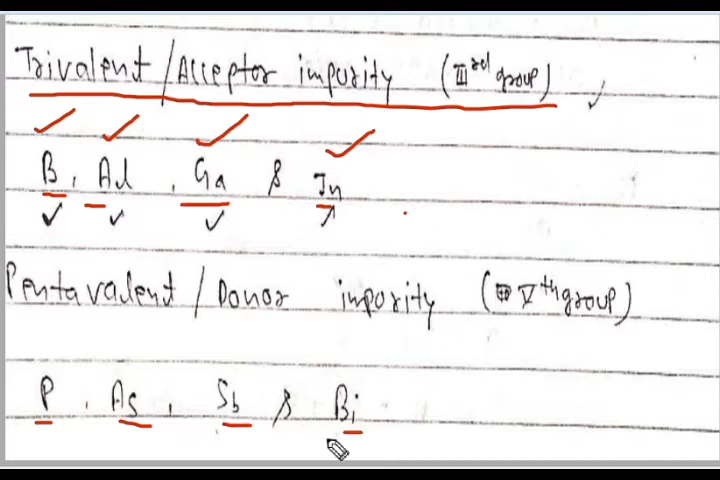 Trivalent / Acceptor impurity (III rd group)
B, Al, Ga & In
Pentavalent / Donor impurity (V th group)
P, As, Sb & Bi